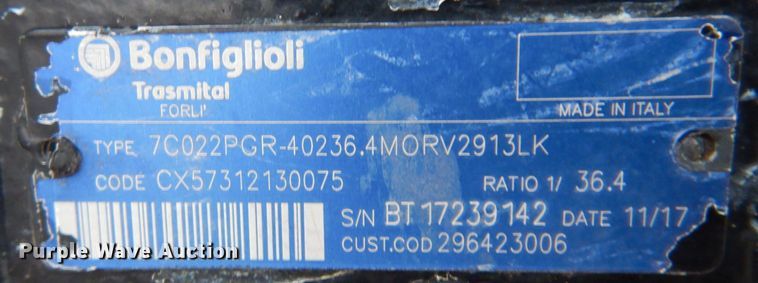 Bonfiglioli
Trasmital
FORLI'
MADE IN ITALY
TYPE 7C022PGR-40236.4MORV2913LK
CODE CX57312130075 RATIO 1/ 36.4
S/N BT 17239142 DATE 11/17
CUST.COD 296423006
Purple Wave Auction